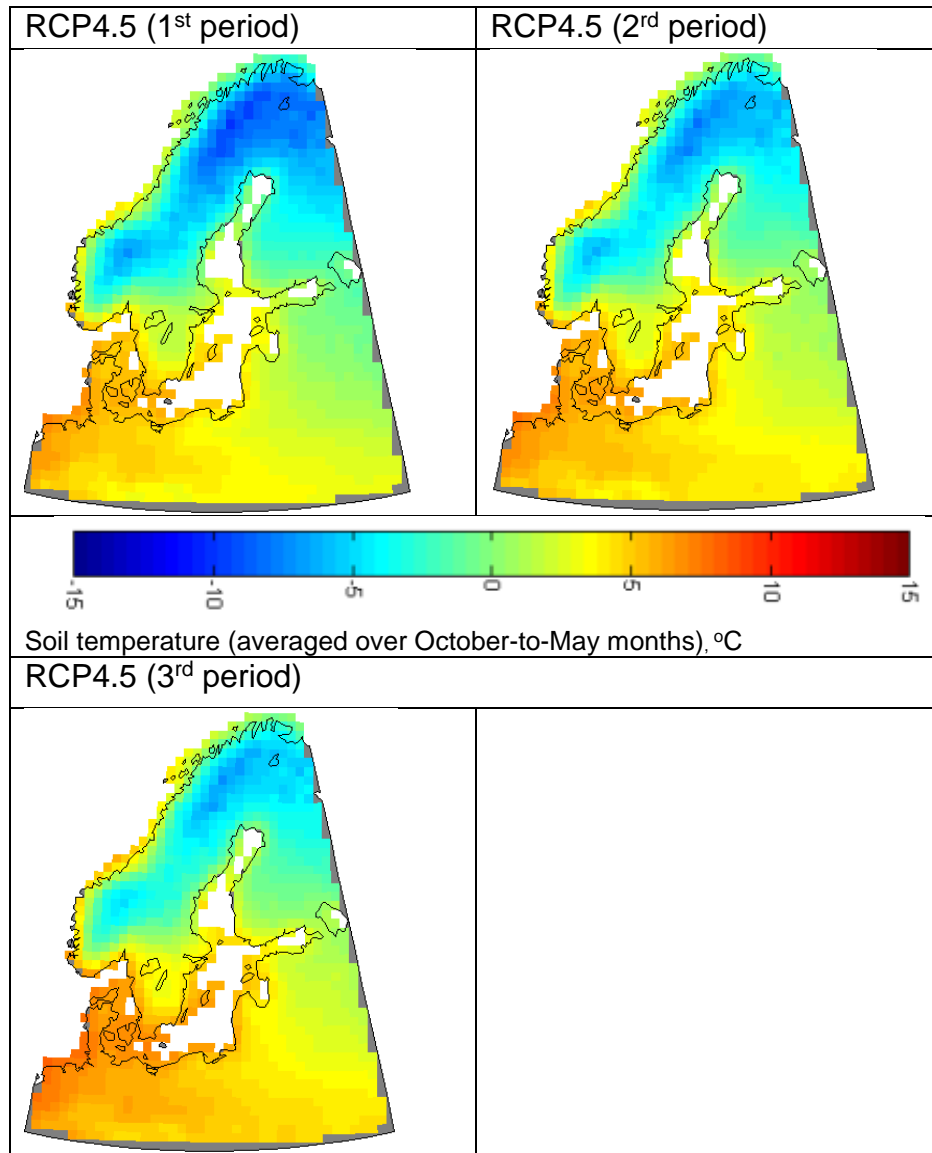 RCP4.5 (1st period)
RCP4.5 (2rd period)
-15
-10
-5
0
5
10
15
Soil temperature (averaged over October-to-May months), oC
RCP4.5 (3rd period)